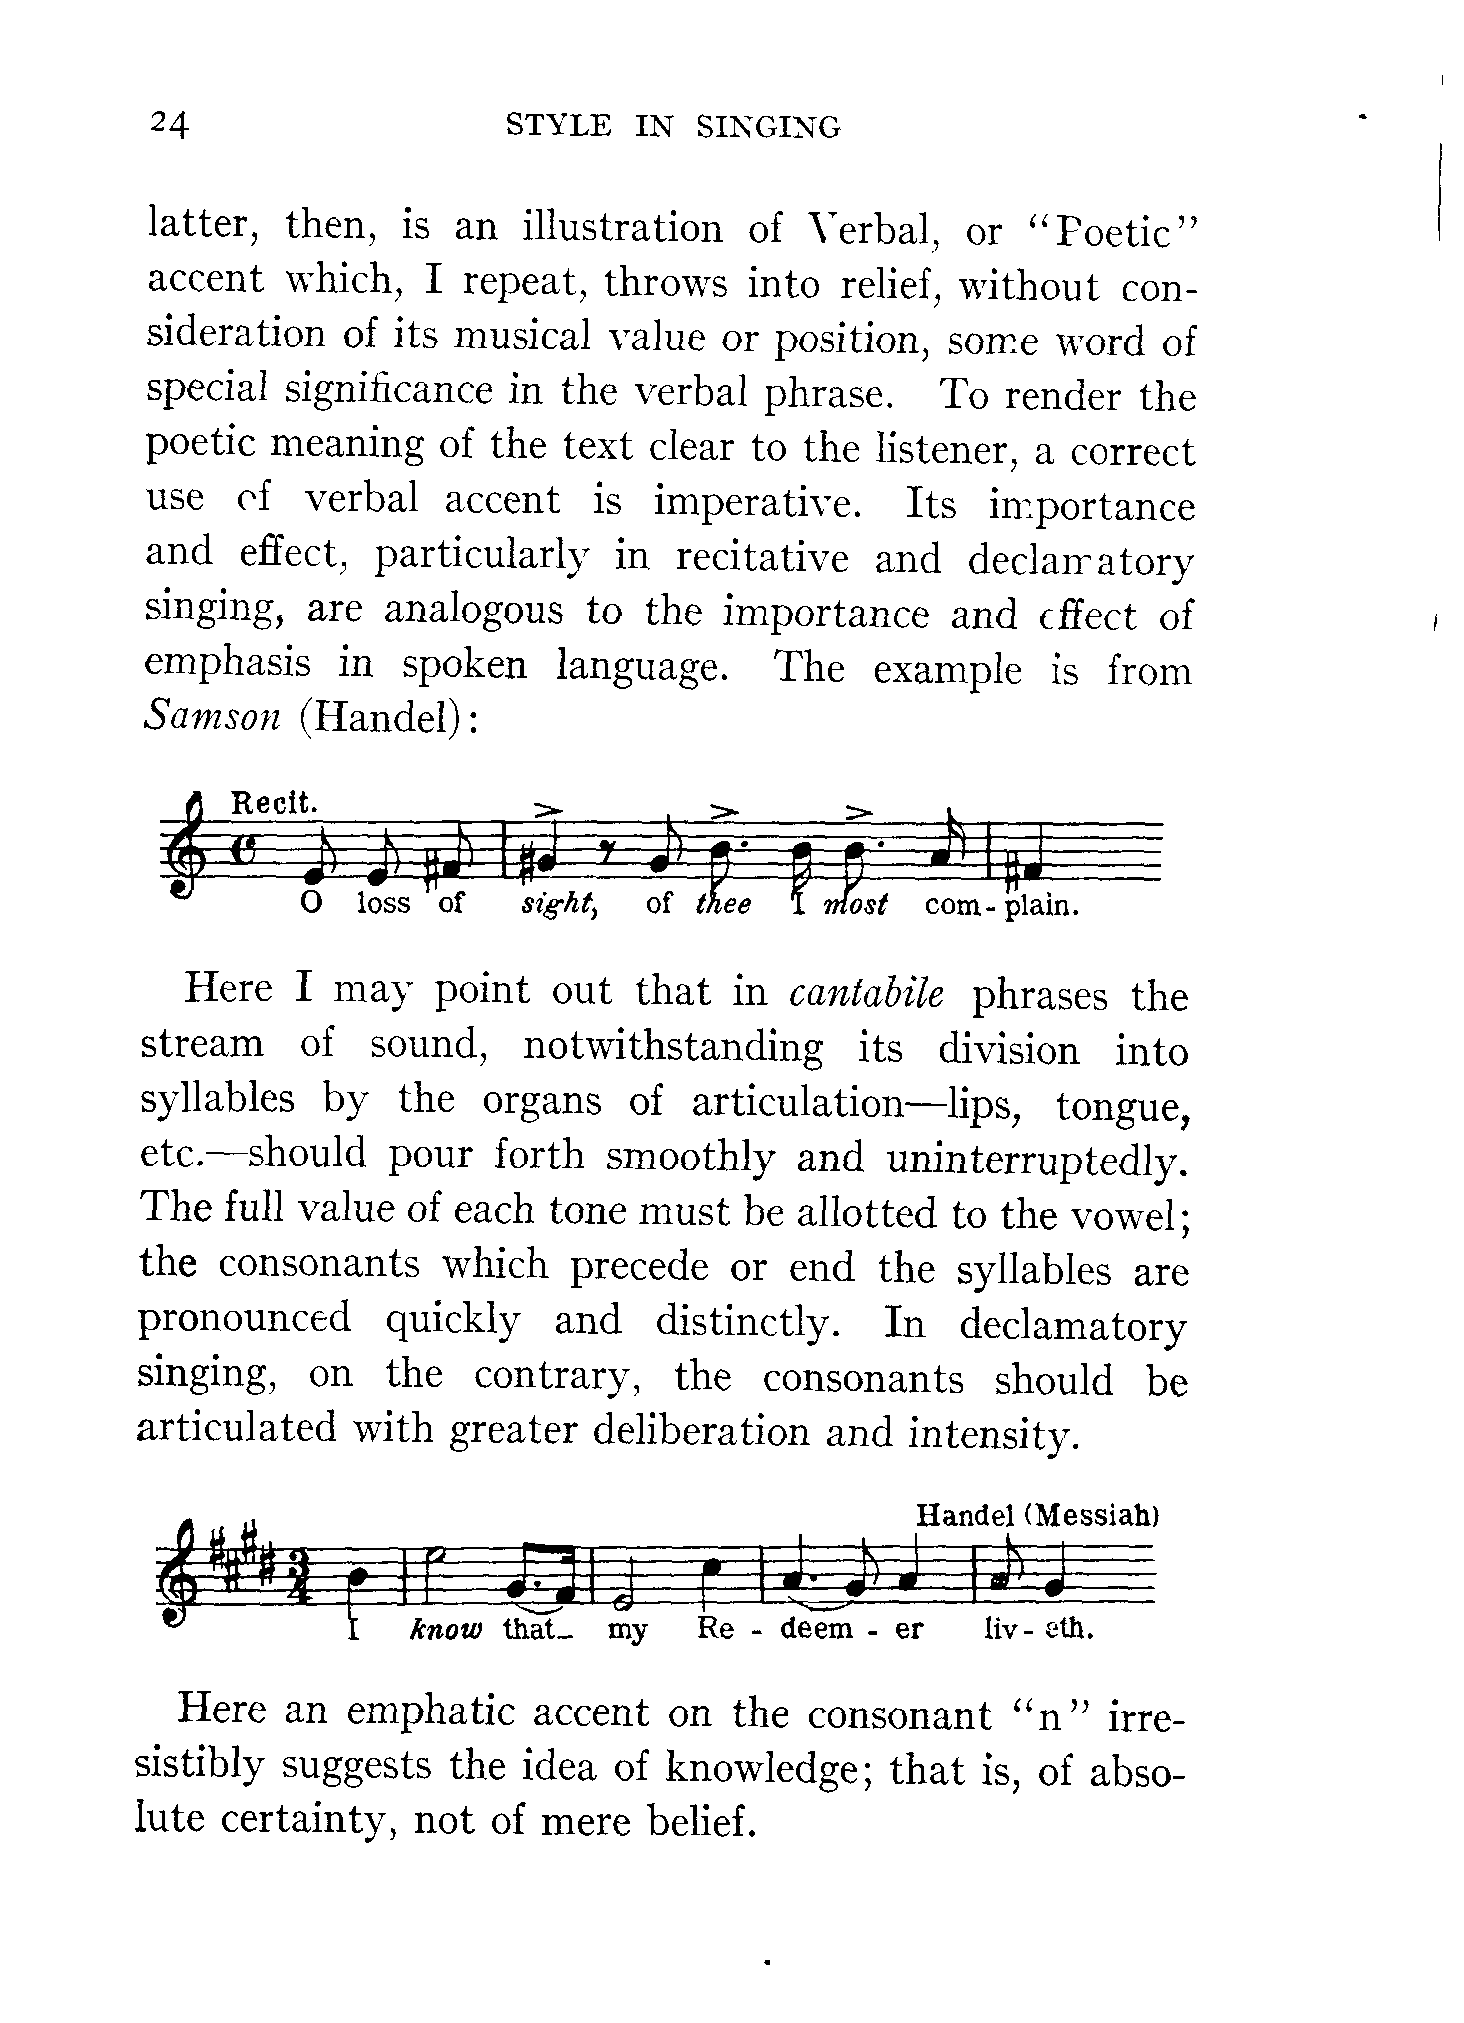 24 STYLE IN SINGING
latter, then, is an illustration of Verbal, or “Poetic”
accent which, I repeat, throws into relief, without con-
sideration of its musical value or position, some word of
special significance in the verbal phrase. To render the
poetic meaning of the text clear to the listener, a correct
use of verbal accent is imperative. Its importance
and effect, particularly in recitative and declamatory
singing, are analogous to the importance and effect of
emphasis in spoken language. The example is from
Samson (Handel):
Recit.
O loss of sight, of thee I most com-plain.
Here I may point out that in cantabile phrases the
stream of sound, notwithstanding its division into
syllables by the organs of articulation—lips, tongue,
etc.—should pour forth smoothly and uninterruptedly.
The full value of each tone must be allotted to the vowel;
the consonants which precede or end the syllables are
pronounced quickly and distinctly. In declamatory
singing, on the contrary, the consonants should be
articulated with greater deliberation and intensity.
Handel (Messiah)
3
4
I know that_ my Re - deem - er liv - eth.
Here an emphatic accent on the consonant “n” irre-
sistibly suggests the idea of knowledge; that is, of abso-
lute certainty, not of mere belief.